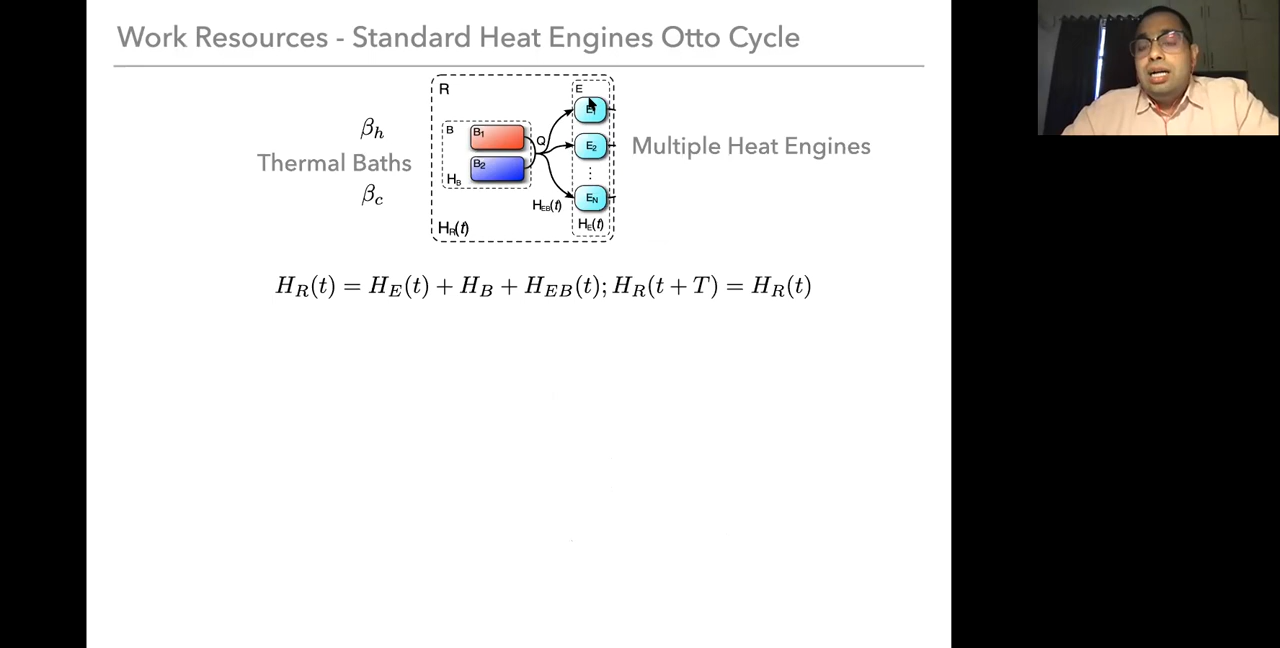 Work Resources - Standard Heat Engines Otto Cycle
R
E
E₁
β_h
B
B₁
Q
E₂
Multiple Heat Engines
Thermal Baths
B₂
⋮
H_B
β_c
E_N
H_EB(t)
H_R(t)
H_E(t)
H_R(t) = H_E(t) + H_B + H_EB(t); H_R(t + T) = H_R(t)